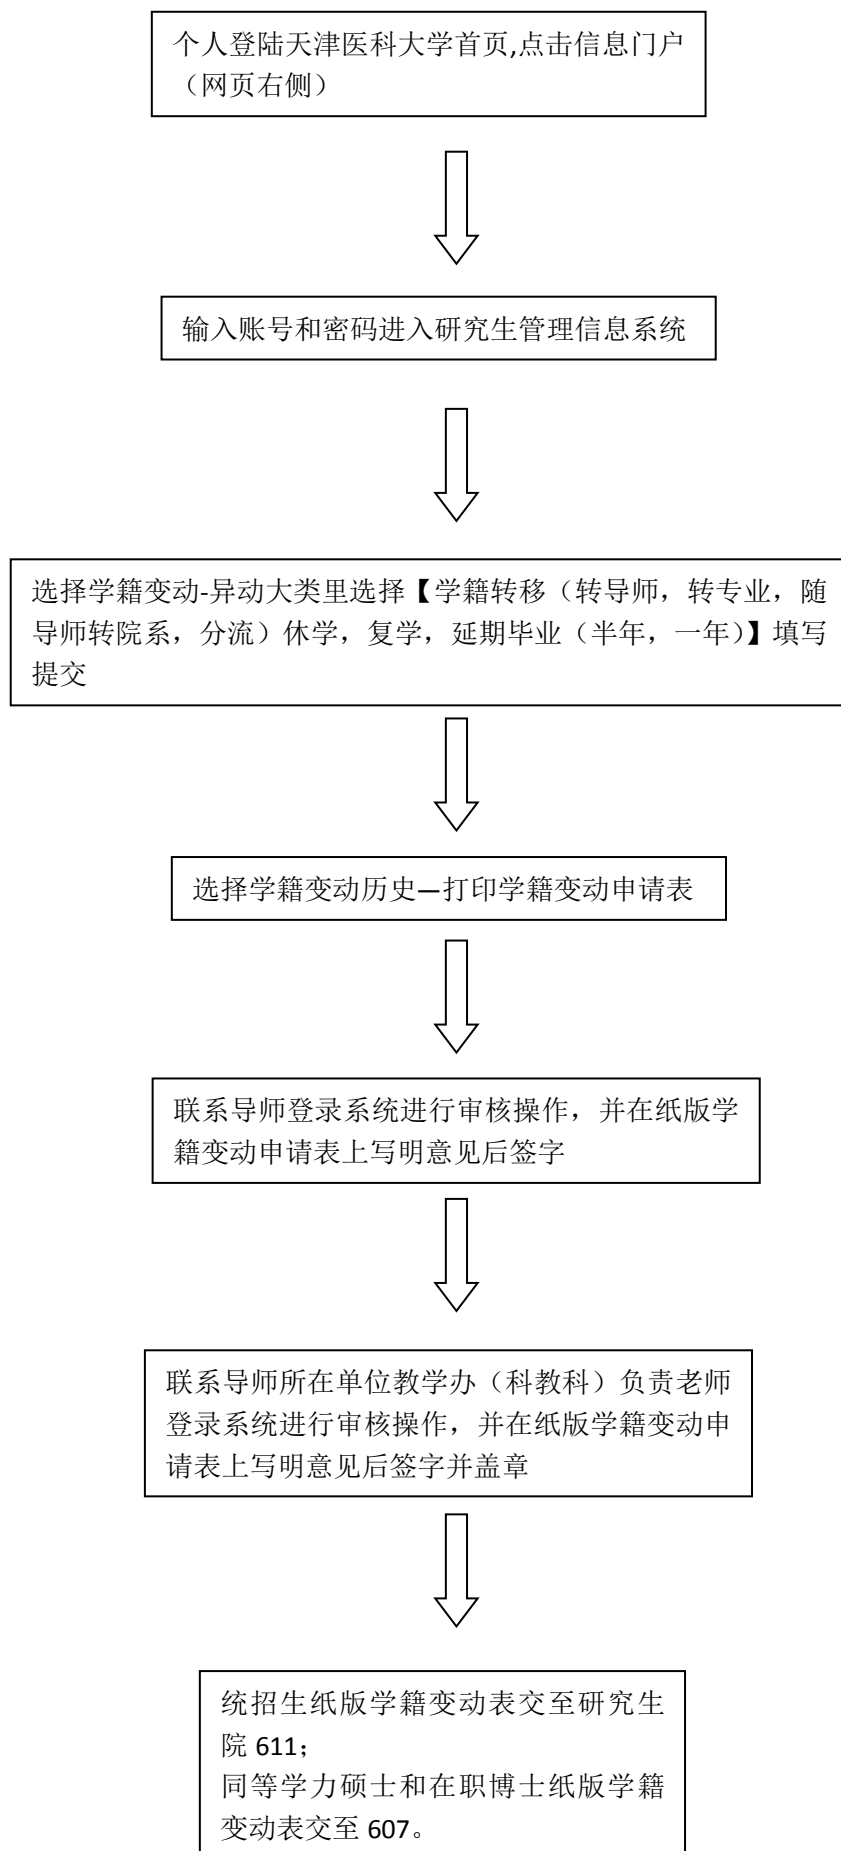 个人登陆天津医科大学首页,点击信息门户
（网页右侧）
输入账号和密码进入研究生管理信息系统
选择学籍变动-异动大类里选择【学籍转移（转导师，转专业，随
导师转院系，分流）休学，复学，延期毕业（半年，一年）】填写
提交
选择学籍变动历史—打印学籍变动申请表
联系导师登录系统进行审核操作，并在纸版学
籍变动申请表上写明意见后签字
联系导师所在单位教学办（科教科）负责老师
登录系统进行审核操作，并在纸版学籍变动申
请表上写明意见后签字并盖章
统招生纸版学籍变动表交至研究生
院 611；
同等学力硕士和在职博士纸版学籍
变动表交至 607。